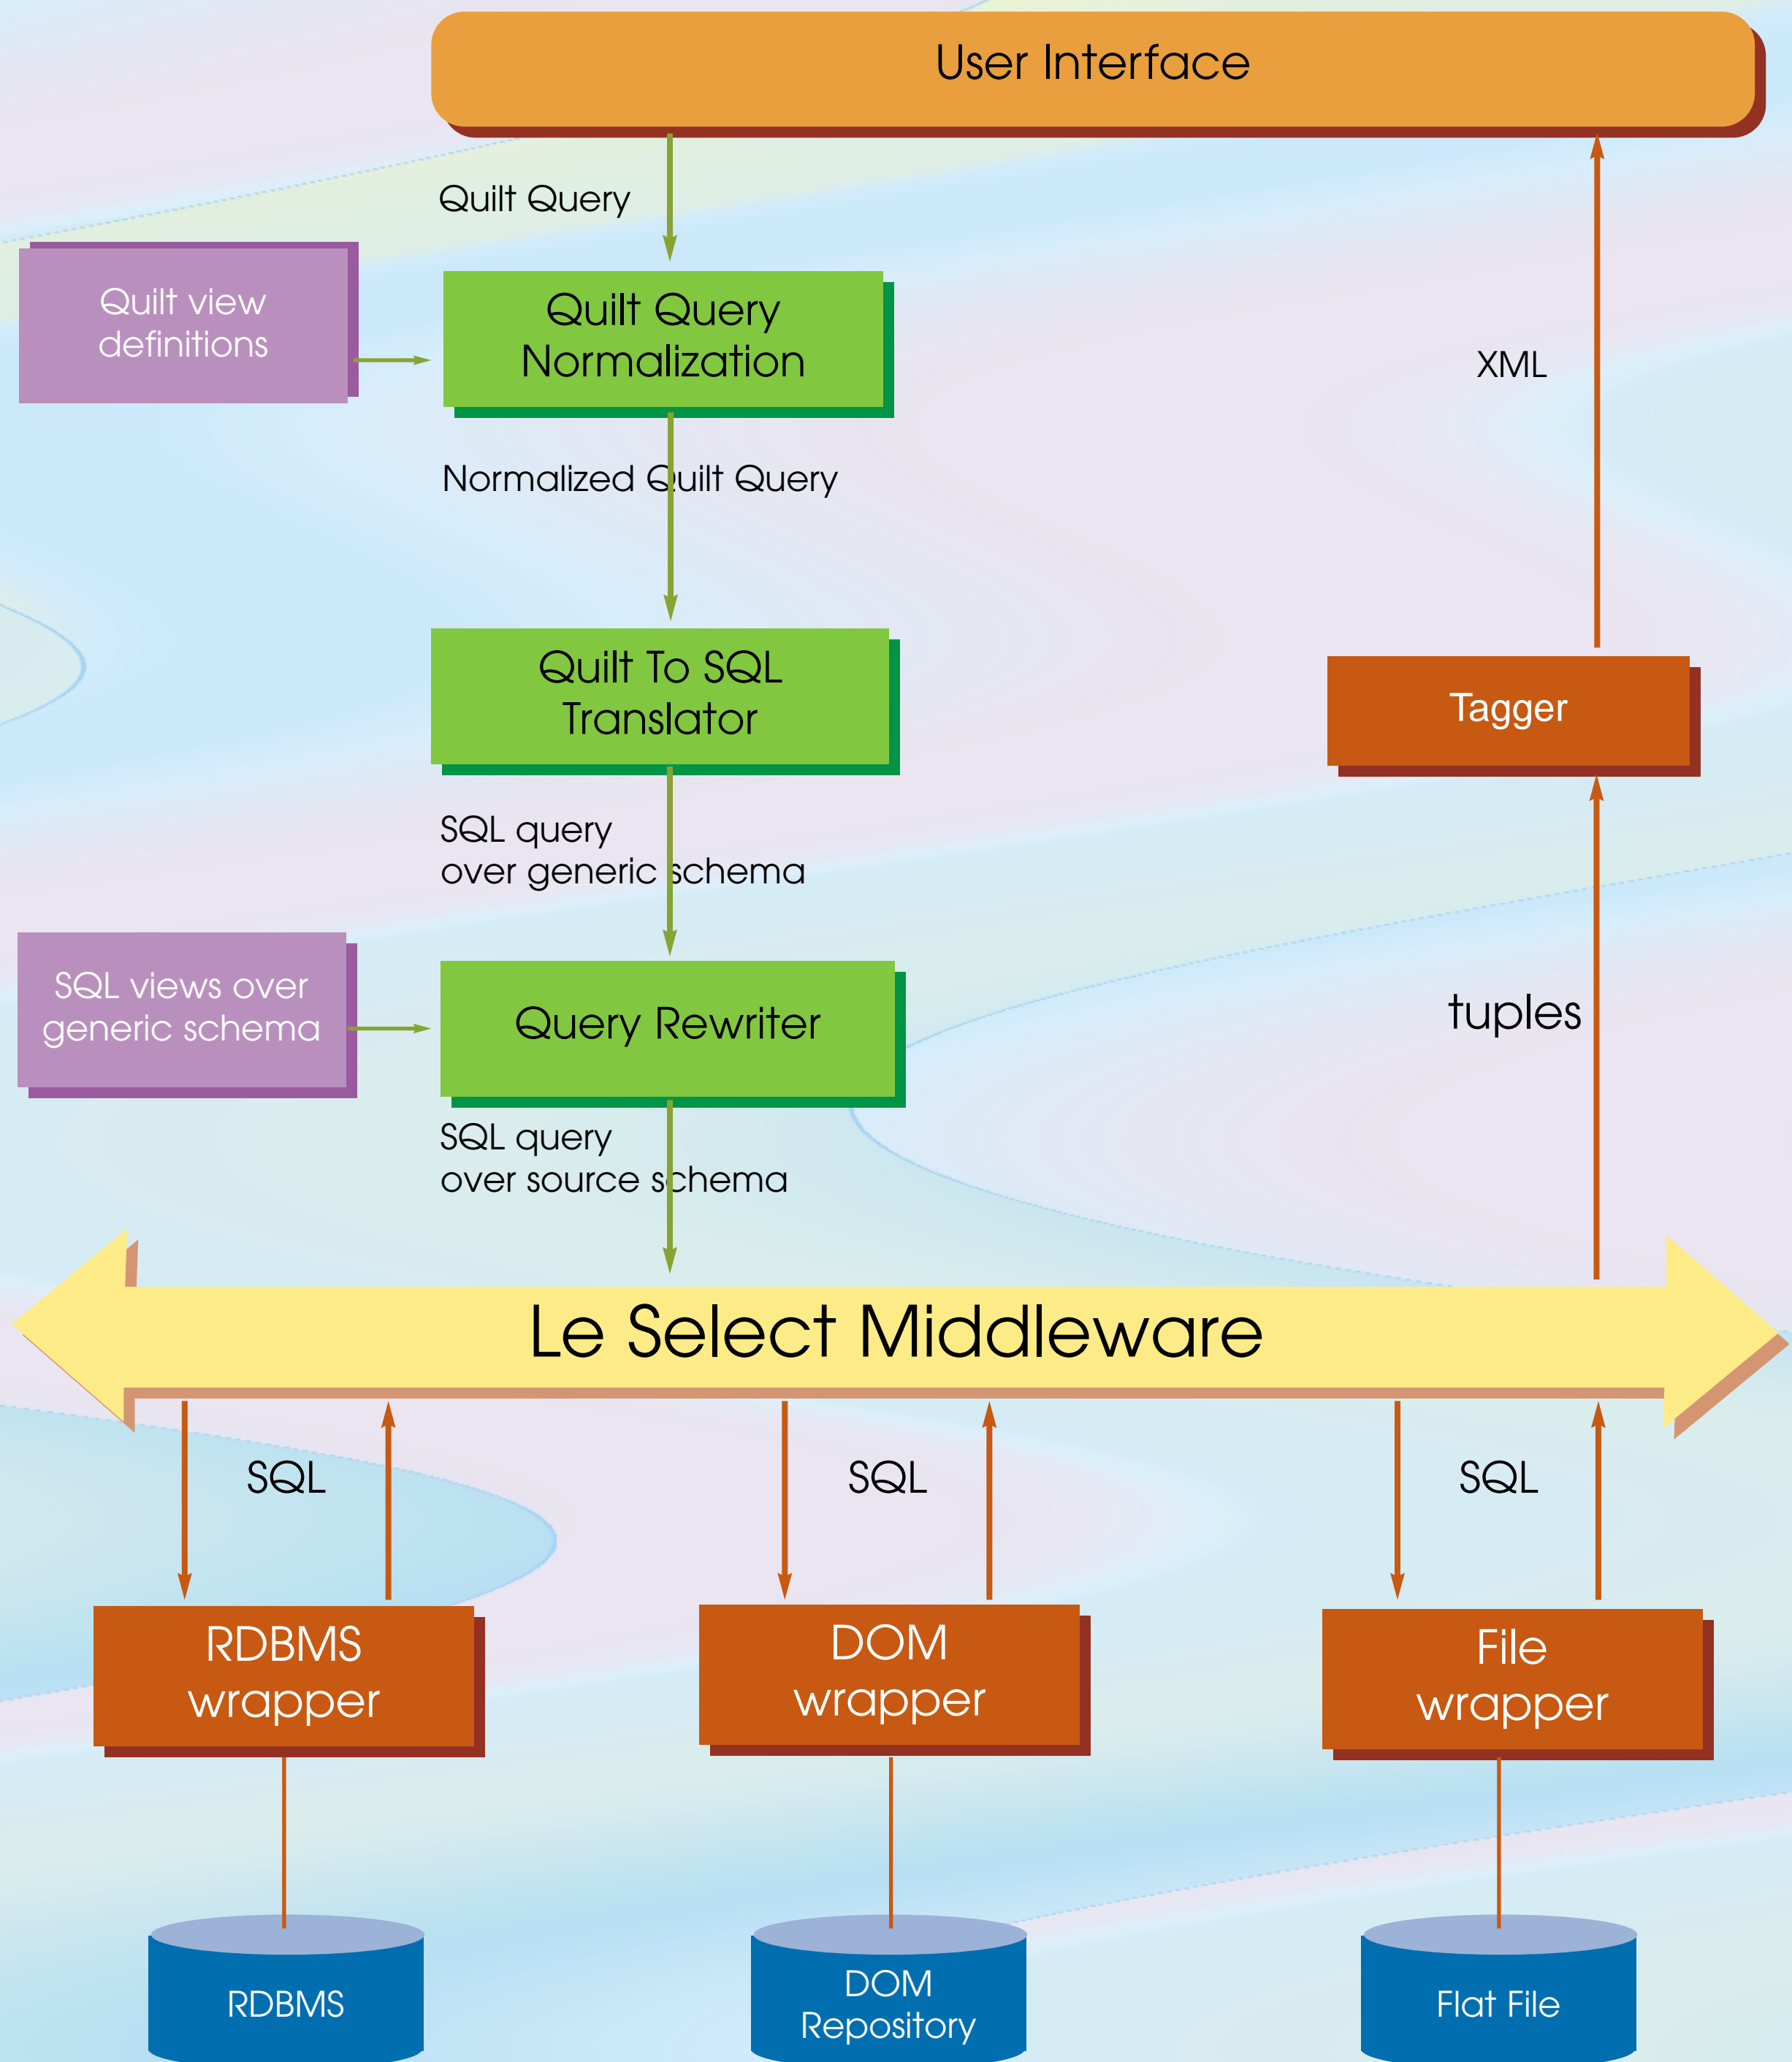 User Interface
Quilt Query
Quilt view
definitions
Quilt Query
Normalization
XML
Normalized Quilt Query
Quilt To SQL
Translator
Tagger
SQL query
over generic schema
SQL views over
generic schema
Query Rewriter
tuples
SQL query
over source schema
Le Select Middleware
SQL
SQL
SQL
RDBMS
wrapper
DOM
wrapper
File
wrapper
RDBMS
DOM
Repository
Flat File